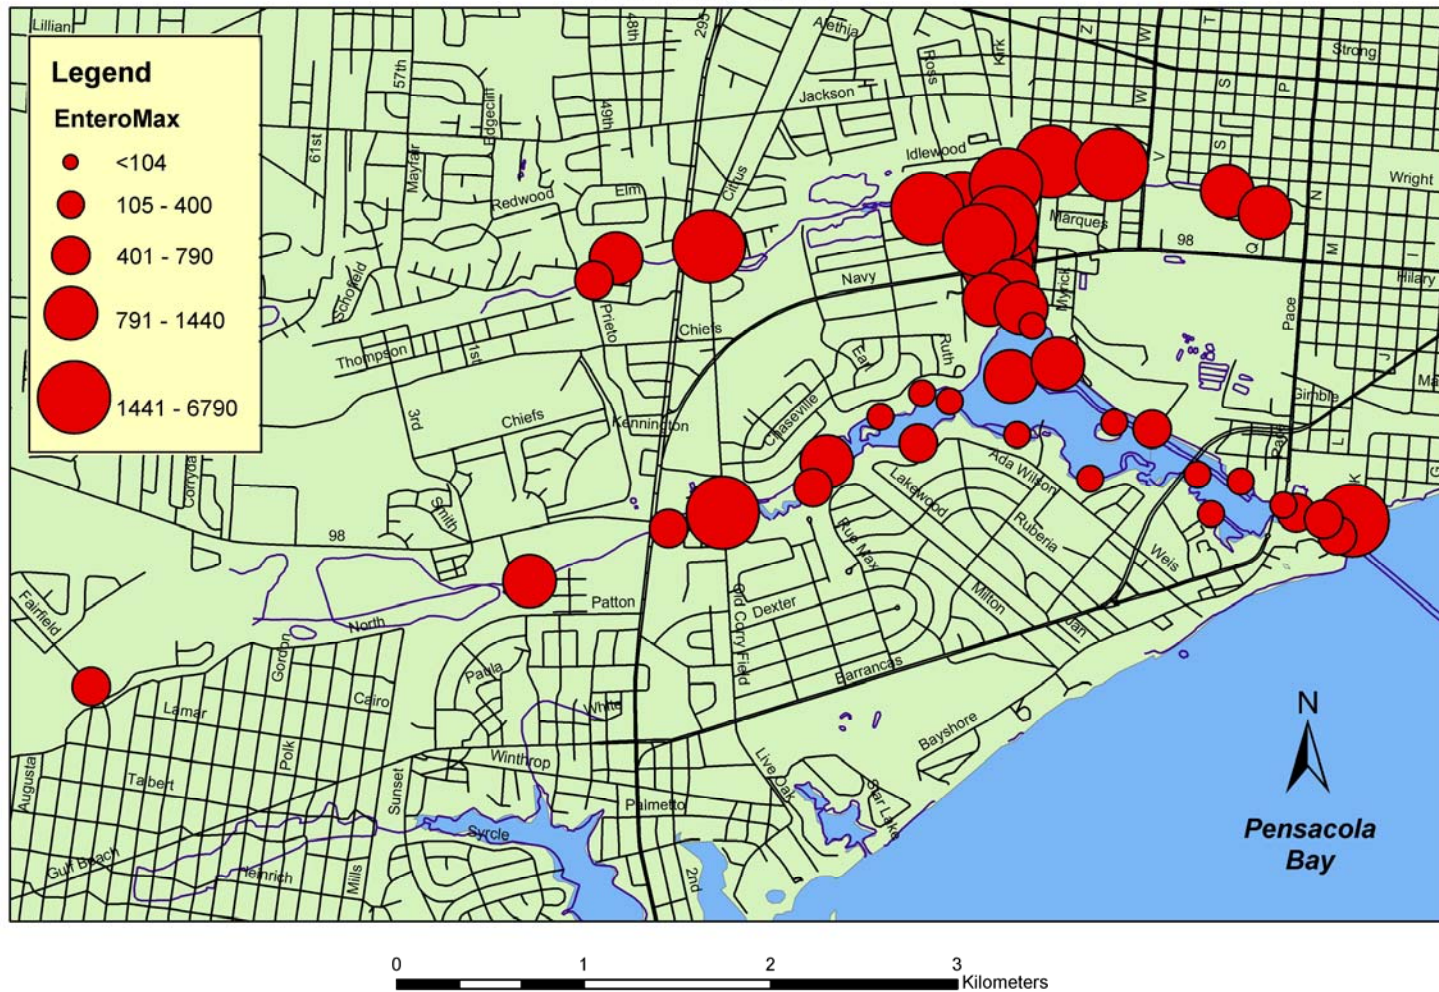 Lillian
48th
295
Alethia
Z
W
T
Strong
Legend
57th
Ross
Kirk
EnteroMax
Edgecliff
49th
Jackson
W
S
P
<104
61st
Mayfair
Idlewood
V
S
105 - 400
Redwood
Elm
Citrus
Wright
N
401 - 790
Marques
98
Q
M
I
Schofield
Navy
Myrick
Hilary
791 - 1440
Prieto
Chiefs
Pace
Thompson
1st
Earl
Ruth
J
1441 - 6790
3rd
Chiefs
Kennington
Chaseville
Gimble
L
G
Ada Wilson
Lakewood
K
Smith
98
Rue Max
Ruberia
Weis
Fairfield
North
Patton
Old Corry Field
Dexter
Milton
Jan
Gordon
Paula
Barrancas
Lamar
Cairo
White
N
Bayshore
Augusta
Talbert
Polk
Sunset
Winthrop
Live Oak
Star Lake
Palmetto
Syrcle
Pensacola
Bay
Gulf Beach
Heinrich
Mills
2nd
0
1
2
3
Kilometers